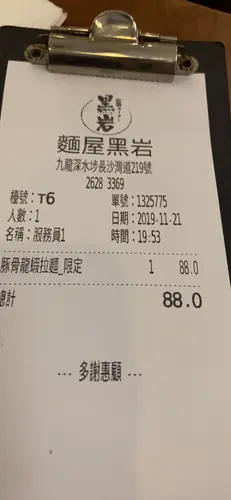 黑岩
麵屋黑岩
九龍深水埗長沙灣道219號
2628 3369
檯號：T6 單號：1325775
人數：1 日期：2019-11-21
名稱：服務員1 時間：19:53
豚骨龍蝦拉麵_限定 1 88.0
總計 88.0
--- 多謝惠顧 ---